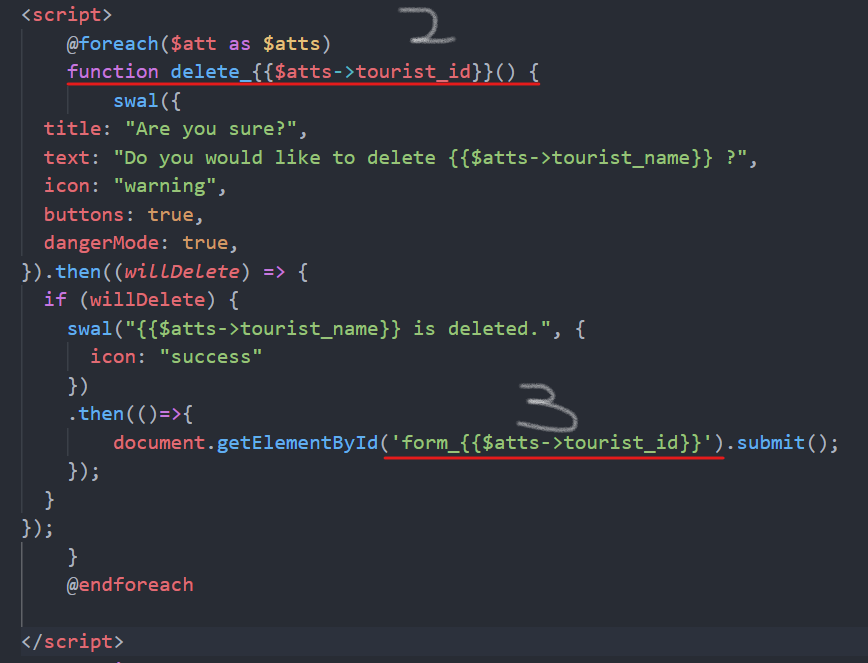 <script>
2
@foreach($att as $atts)
function delete_{{$atts->tourist_id}}() {
swal({
title: "Are you sure?",
text: "Do you would like to delete {{$atts->tourist_name}} ?",
icon: "warning",
buttons: true,
dangerMode: true,
}).then((willDelete) => {
if (willDelete) {
swal("{{$atts->tourist_name}} is deleted.", {
icon: "success"
})
3
.then(()=>{
document.getElementById('form_{{$atts->tourist_id}}').submit();
});
}
});
}
@endforeach
</script>